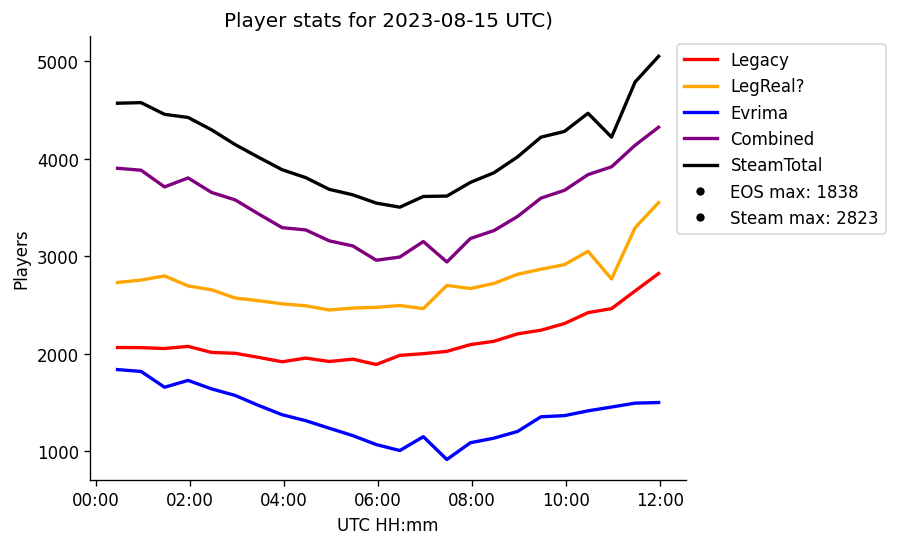 Player stats for 2023-08-15 UTC)
5000
4000
3000
2000
1000
Players
00:00 02:00 04:00 06:00 08:00 10:00 12:00
UTC HH:mm
Legacy
LegReal?
Evrima
Combined
SteamTotal
EOS max: 1838
Steam max: 2823